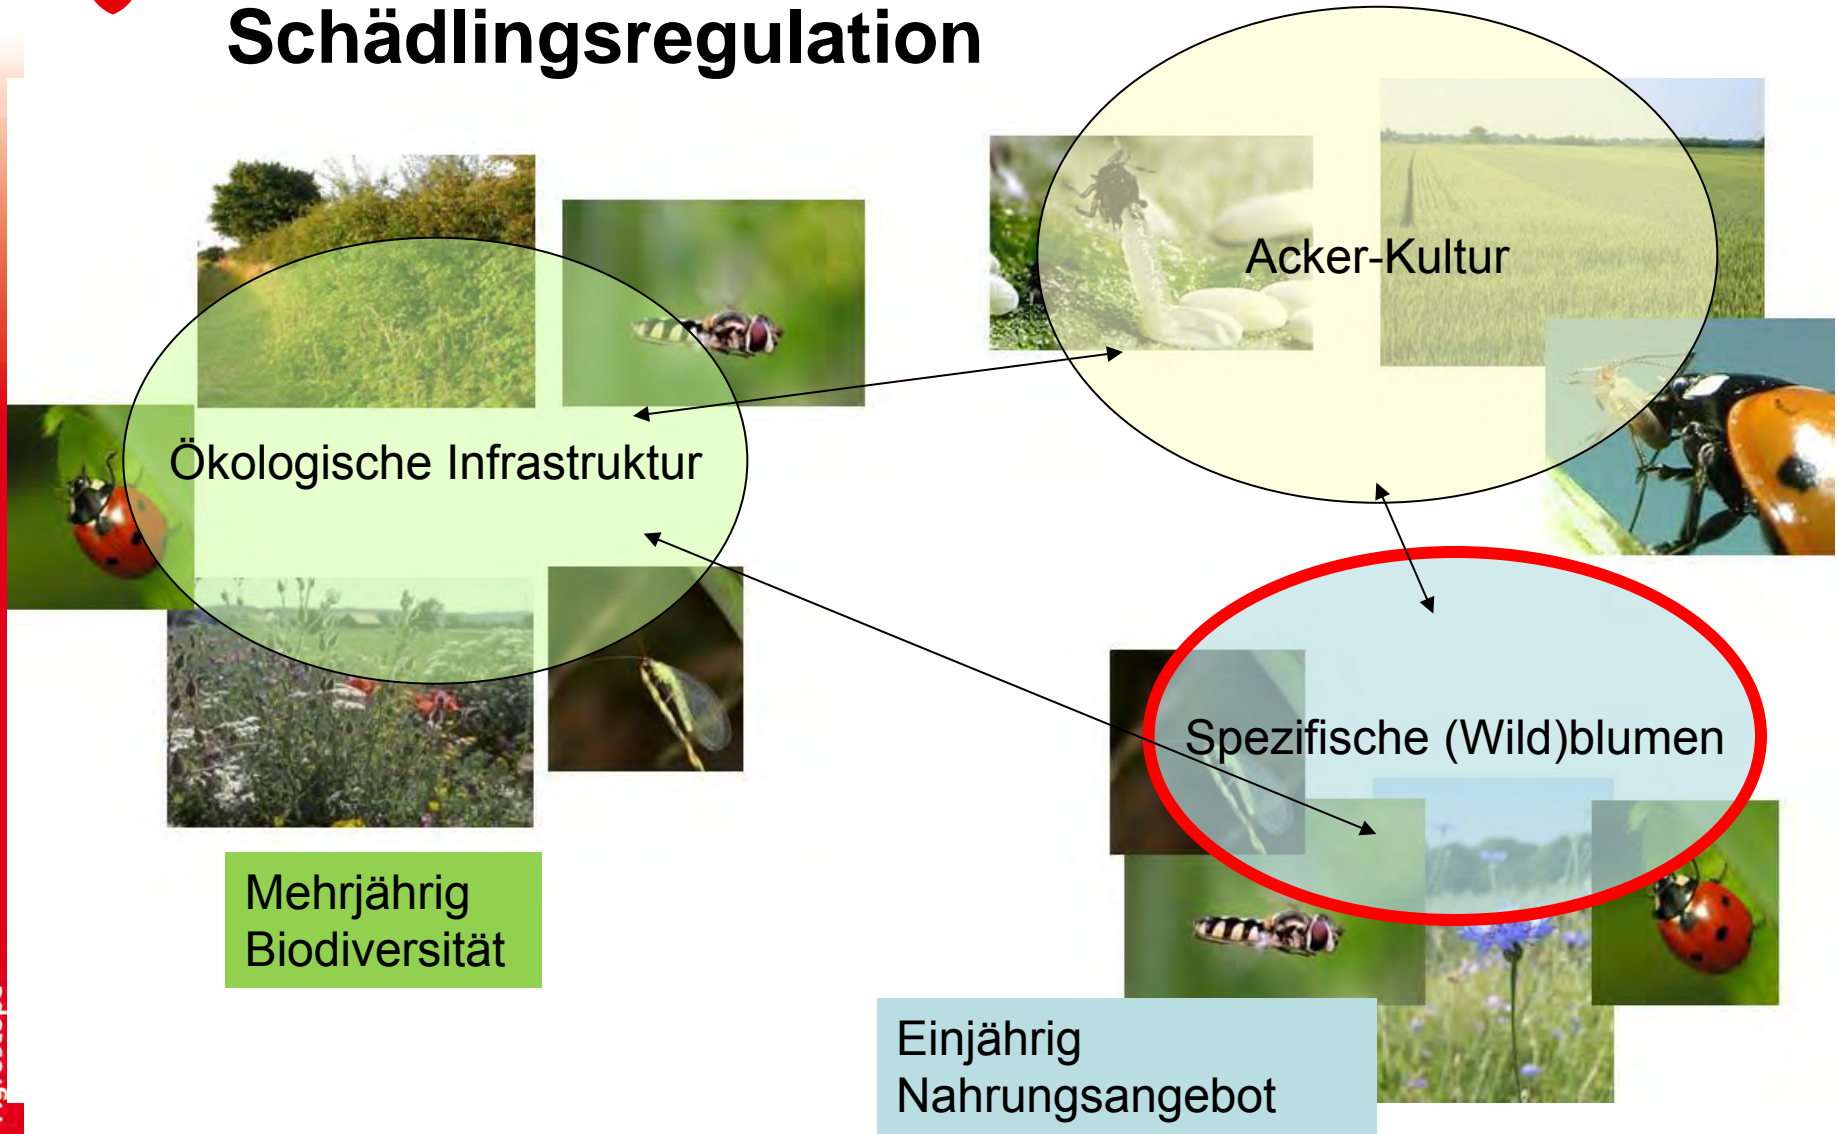 Schädlingsregulation
Acker-Kultur
Ökologische Infrastruktur
Spezifische (Wild)blumen
Mehrjährig
Biodiversität
Einjährig
Nahrungsangebot